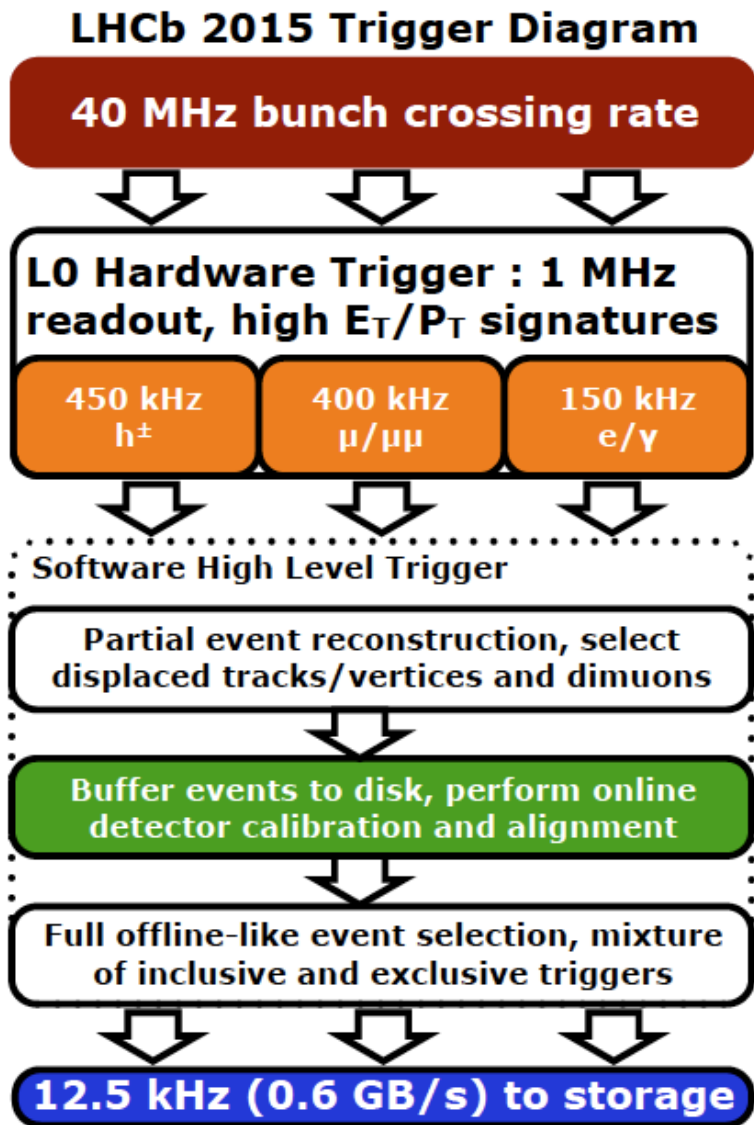 LHCb 2015 Trigger Diagram
40 MHz bunch crossing rate
L0 Hardware Trigger : 1 MHz
readout, high E_T/P_T signatures
450 kHz
h±
400 kHz
μ/μμ
150 kHz
e/γ
Software High Level Trigger
Partial event reconstruction, select
displaced tracks/vertices and dimuons
Buffer events to disk, perform online
detector calibration and alignment
Full offline-like event selection, mixture
of inclusive and exclusive triggers
12.5 kHz (0.6 GB/s) to storage